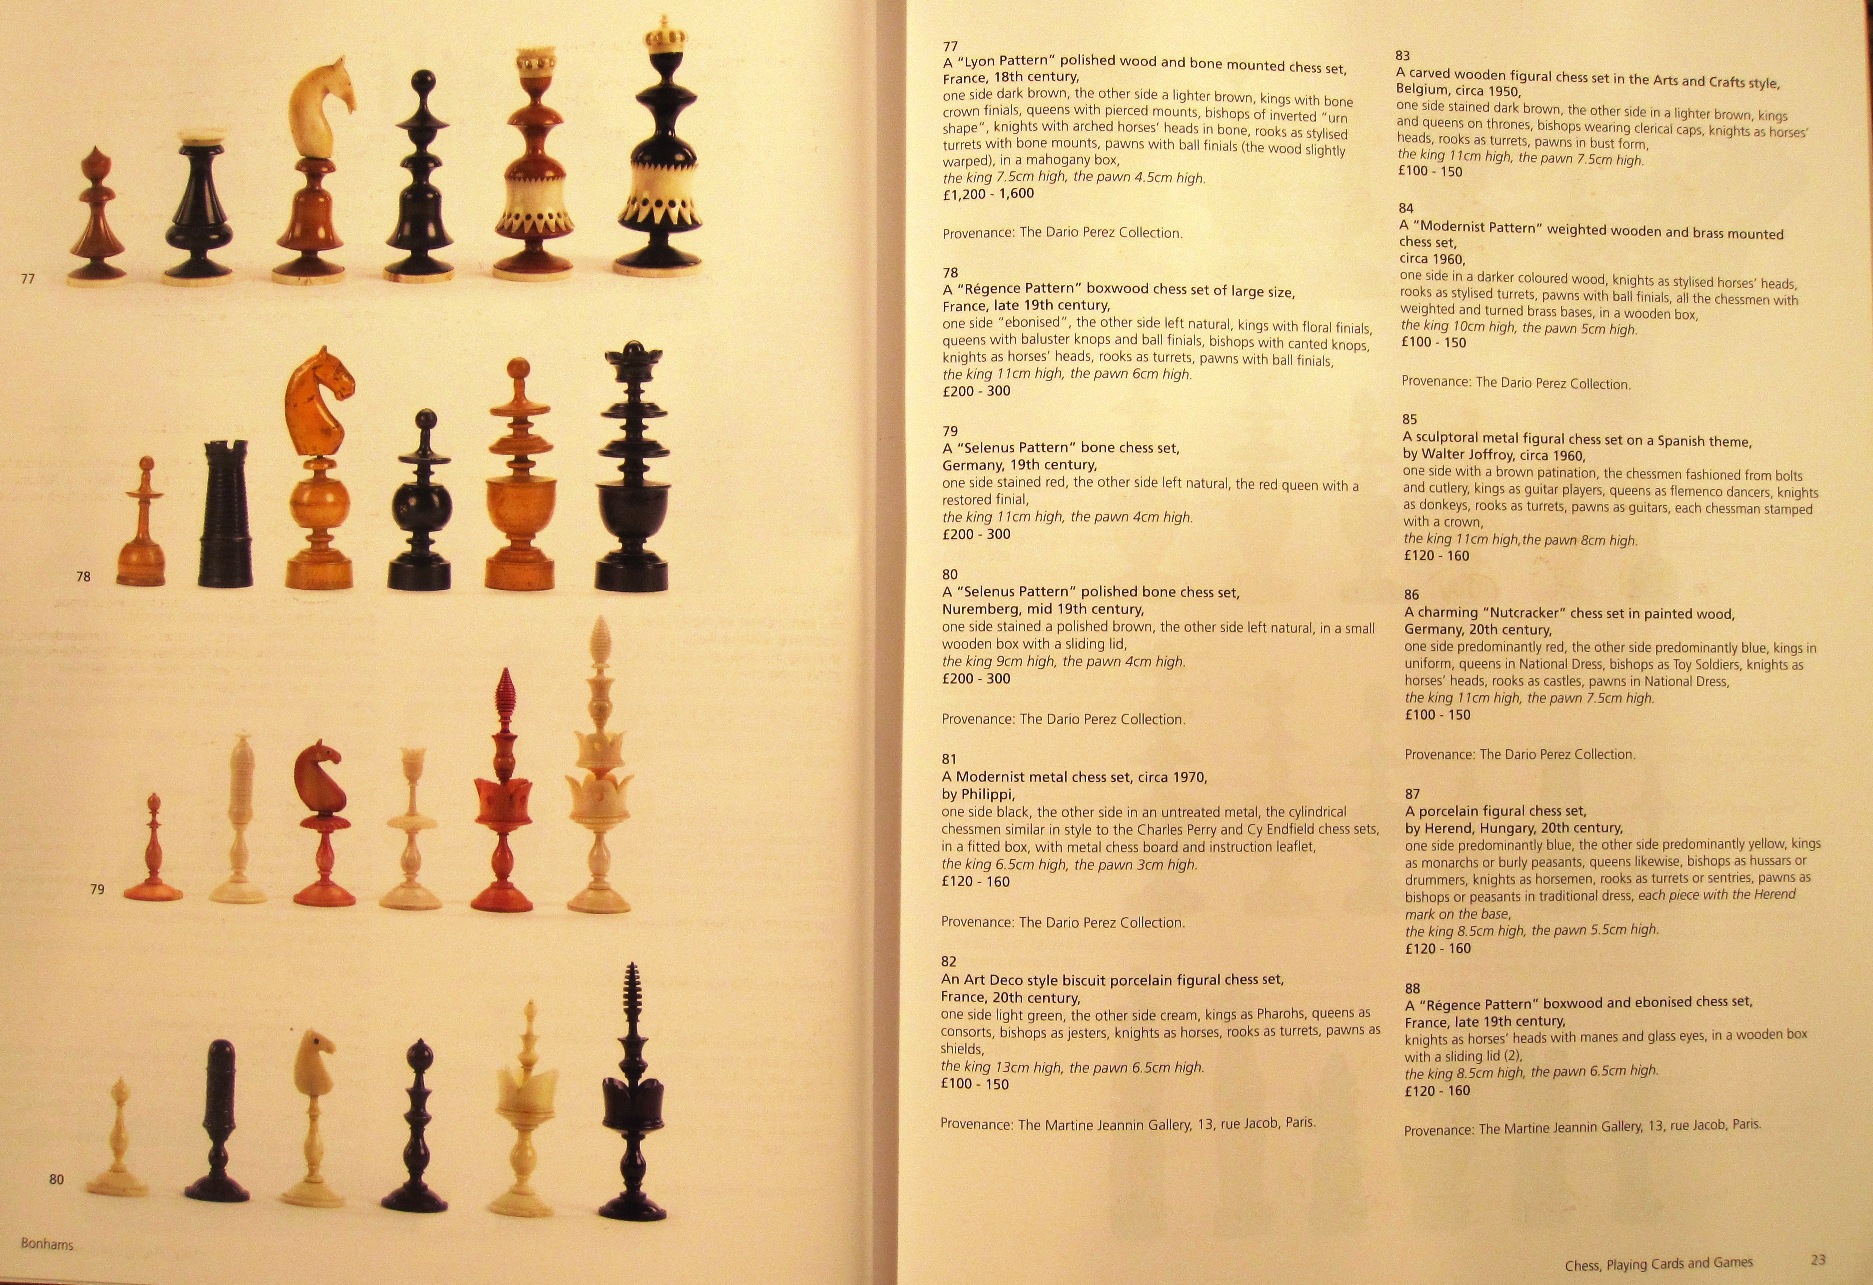 77
78
79
80
Bonhams
77
A "Lyon Pattern" polished wood and bone mounted chess set,
France, 18th century,
one side dark brown, the other side a lighter brown, kings with bone
crown finials, queens with pierced mounts, bishops of inverted "urn
shape", knights with arched horses' heads in bone, rooks as stylised
turrets with bone mounts, pawns with ball finials (the wood slightly
warped), in a mahogany box,
the king 7.5cm high, the pawn 4.5cm high.
£1,200 - 1,600
Provenance: The Dario Perez Collection.
78
A "Régence Pattern" boxwood chess set of large size,
France, late 19th century,
one side "ebonised", the other side left natural, kings with floral finials,
queens with baluster knops and ball finials, bishops with canted knops,
knights as horses' heads, rooks as turrets, pawns with ball finials,
the king 11cm high, the pawn 6cm high.
£200 - 300
79
A "Selenus Pattern" bone chess set,
Germany, 19th century,
one side stained red, the other side left natural, the red queen with a
restored finial,
the king 11cm high, the pawn 4cm high.
£200 - 300
80
A "Selenus Pattern" polished bone chess set,
Nuremberg, mid 19th century,
one side stained a polished brown, the other side left natural, in a small
wooden box with a sliding lid,
the king 9cm high, the pawn 4cm high.
£200 - 300
Provenance: The Dario Perez Collection.
81
A Modernist metal chess set, circa 1970,
by Philippi,
one side black, the other side in an untreated metal, the cylindrical
chessmen similar in style to the Charles Perry and Cy Endfield chess sets,
in a fitted box, with metal chess board and instruction leaflet,
the king 6.5cm high, the pawn 3cm high.
£120 - 160
Provenance: The Dario Perez Collection.
82
An Art Deco style biscuit porcelain figural chess set,
France, 20th century,
one side light green, the other side cream, kings as Pharohs, queens as
consorts, bishops as jesters, knights as horses, rooks as turrets, pawns as
shields,
the king 13cm high, the pawn 6.5cm high.
£100 - 150
Provenance: The Martine Jeannin Gallery, 13, rue Jacob, Paris.
83
A carved wooden figural chess set in the Arts and Crafts style,
Belgium, circa 1950,
one side stained dark brown, the other side in a lighter brown, kings
and queens on thrones, bishops wearing clerical caps, knights as horses'
heads, rooks as turrets, pawns in bust form,
the king 11cm high, the pawn 7.5cm high.
£100 - 150
84
A "Modernist Pattern" weighted wooden and brass mounted
chess set,
circa 1960,
one side in a darker coloured wood, knights as stylised horses' heads,
rooks as stylised turrets, pawns with ball finials, all the chessmen with
weighted and turned brass bases, in a wooden box,
the king 10cm high, the pawn 5cm high.
£100 - 150
Provenance: The Dario Perez Collection.
85
A sculptoral metal figural chess set on a Spanish theme,
by Walter Joffroy, circa 1960,
one side with a brown patination, the chessmen fashioned from bolts
and cutlery, kings as guitar players, queens as flemenco dancers, knights
as donkeys, rooks as turrets, pawns as guitars, each chessman stamped
with a crown,
the king 11cm high, the pawn 8cm high.
£120 - 160
86
A charming "Nutcracker" chess set in painted wood,
Germany, 20th century,
one side predominantly red, the other side predominantly blue, kings in
uniform, queens in National Dress, bishops as Toy Soldiers, knights as
horses' heads, rooks as castles, pawns in National Dress,
the king 11cm high, the pawn 7.5cm high.
£100 - 150
Provenance: The Dario Perez Collection.
87
A porcelain figural chess set,
by Herend, Hungary, 20th century,
one side predominantly blue, the other side predominantly yellow, kings
as monarchs or burly peasants, queens likewise, bishops as hussars or
drummers, knights as horsemen, rooks as turrets or sentries, pawns as
bishops or peasants in traditional dress, each piece with the Herend
mark on the base,
the king 8.5cm high, the pawn 5.5cm high.
£120 - 160
88
A "Régence Pattern" boxwood and ebonised chess set,
France, late 19th century,
knights as horses' heads with manes and glass eyes, in a wooden box
with a sliding lid (2),
the king 8.5cm high, the pawn 6.5cm high.
£120 - 160
Provenance: The Martine Jeannin Gallery, 13, rue Jacob, Paris.
Chess, Playing Cards and Games 23